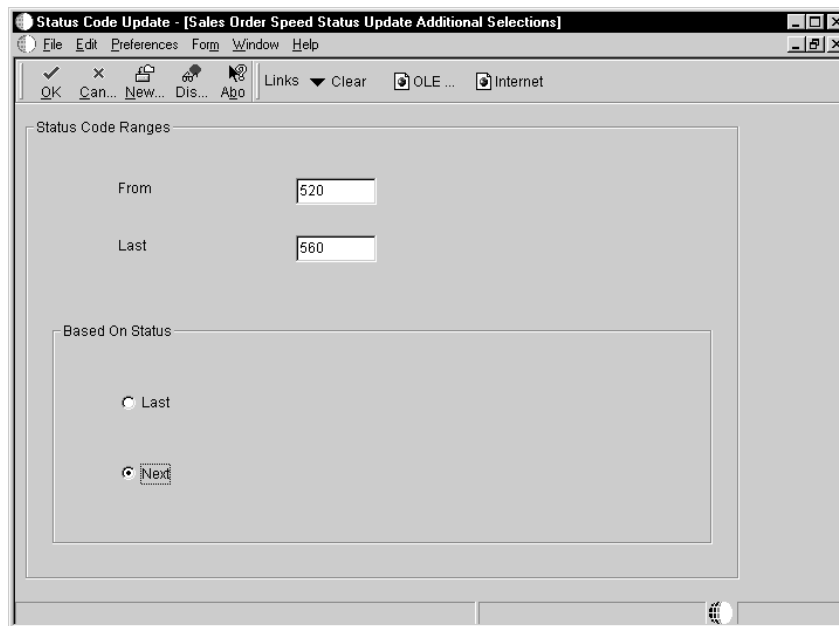 Status Code Update - [Sales Order Speed Status Update Additional Selections]
File Edit Preferences Form Window Help
OK Can... New... Dis... Abo Links Clear OLE ... Internet
Status Code Ranges
From 520
Last 560
Based On Status
Last
Next